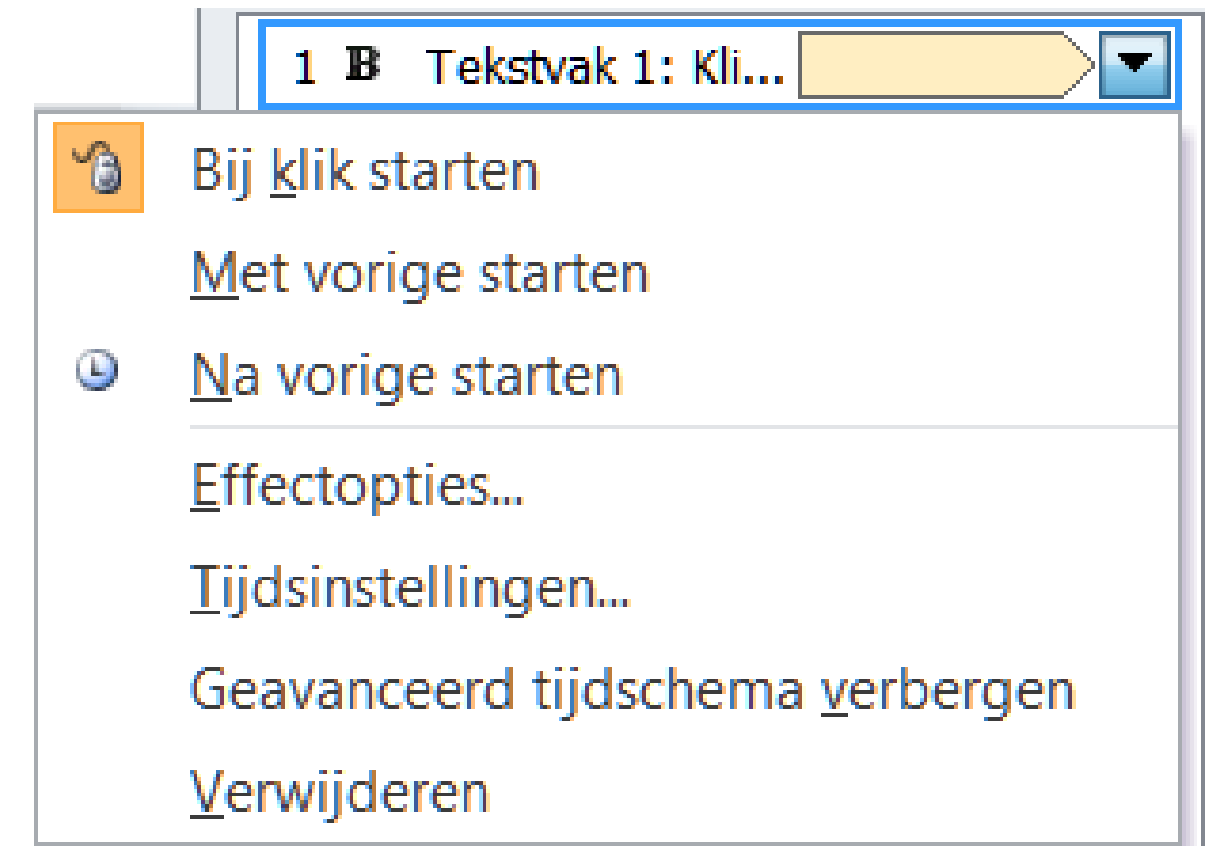 1 B Tekstvak 1: Kli...
Bij klik starten
Met vorige starten
Na vorige starten
Effectopties...
Tijdsinstellingen...
Geavanceerd tijdschema verbergen
Verwijderen